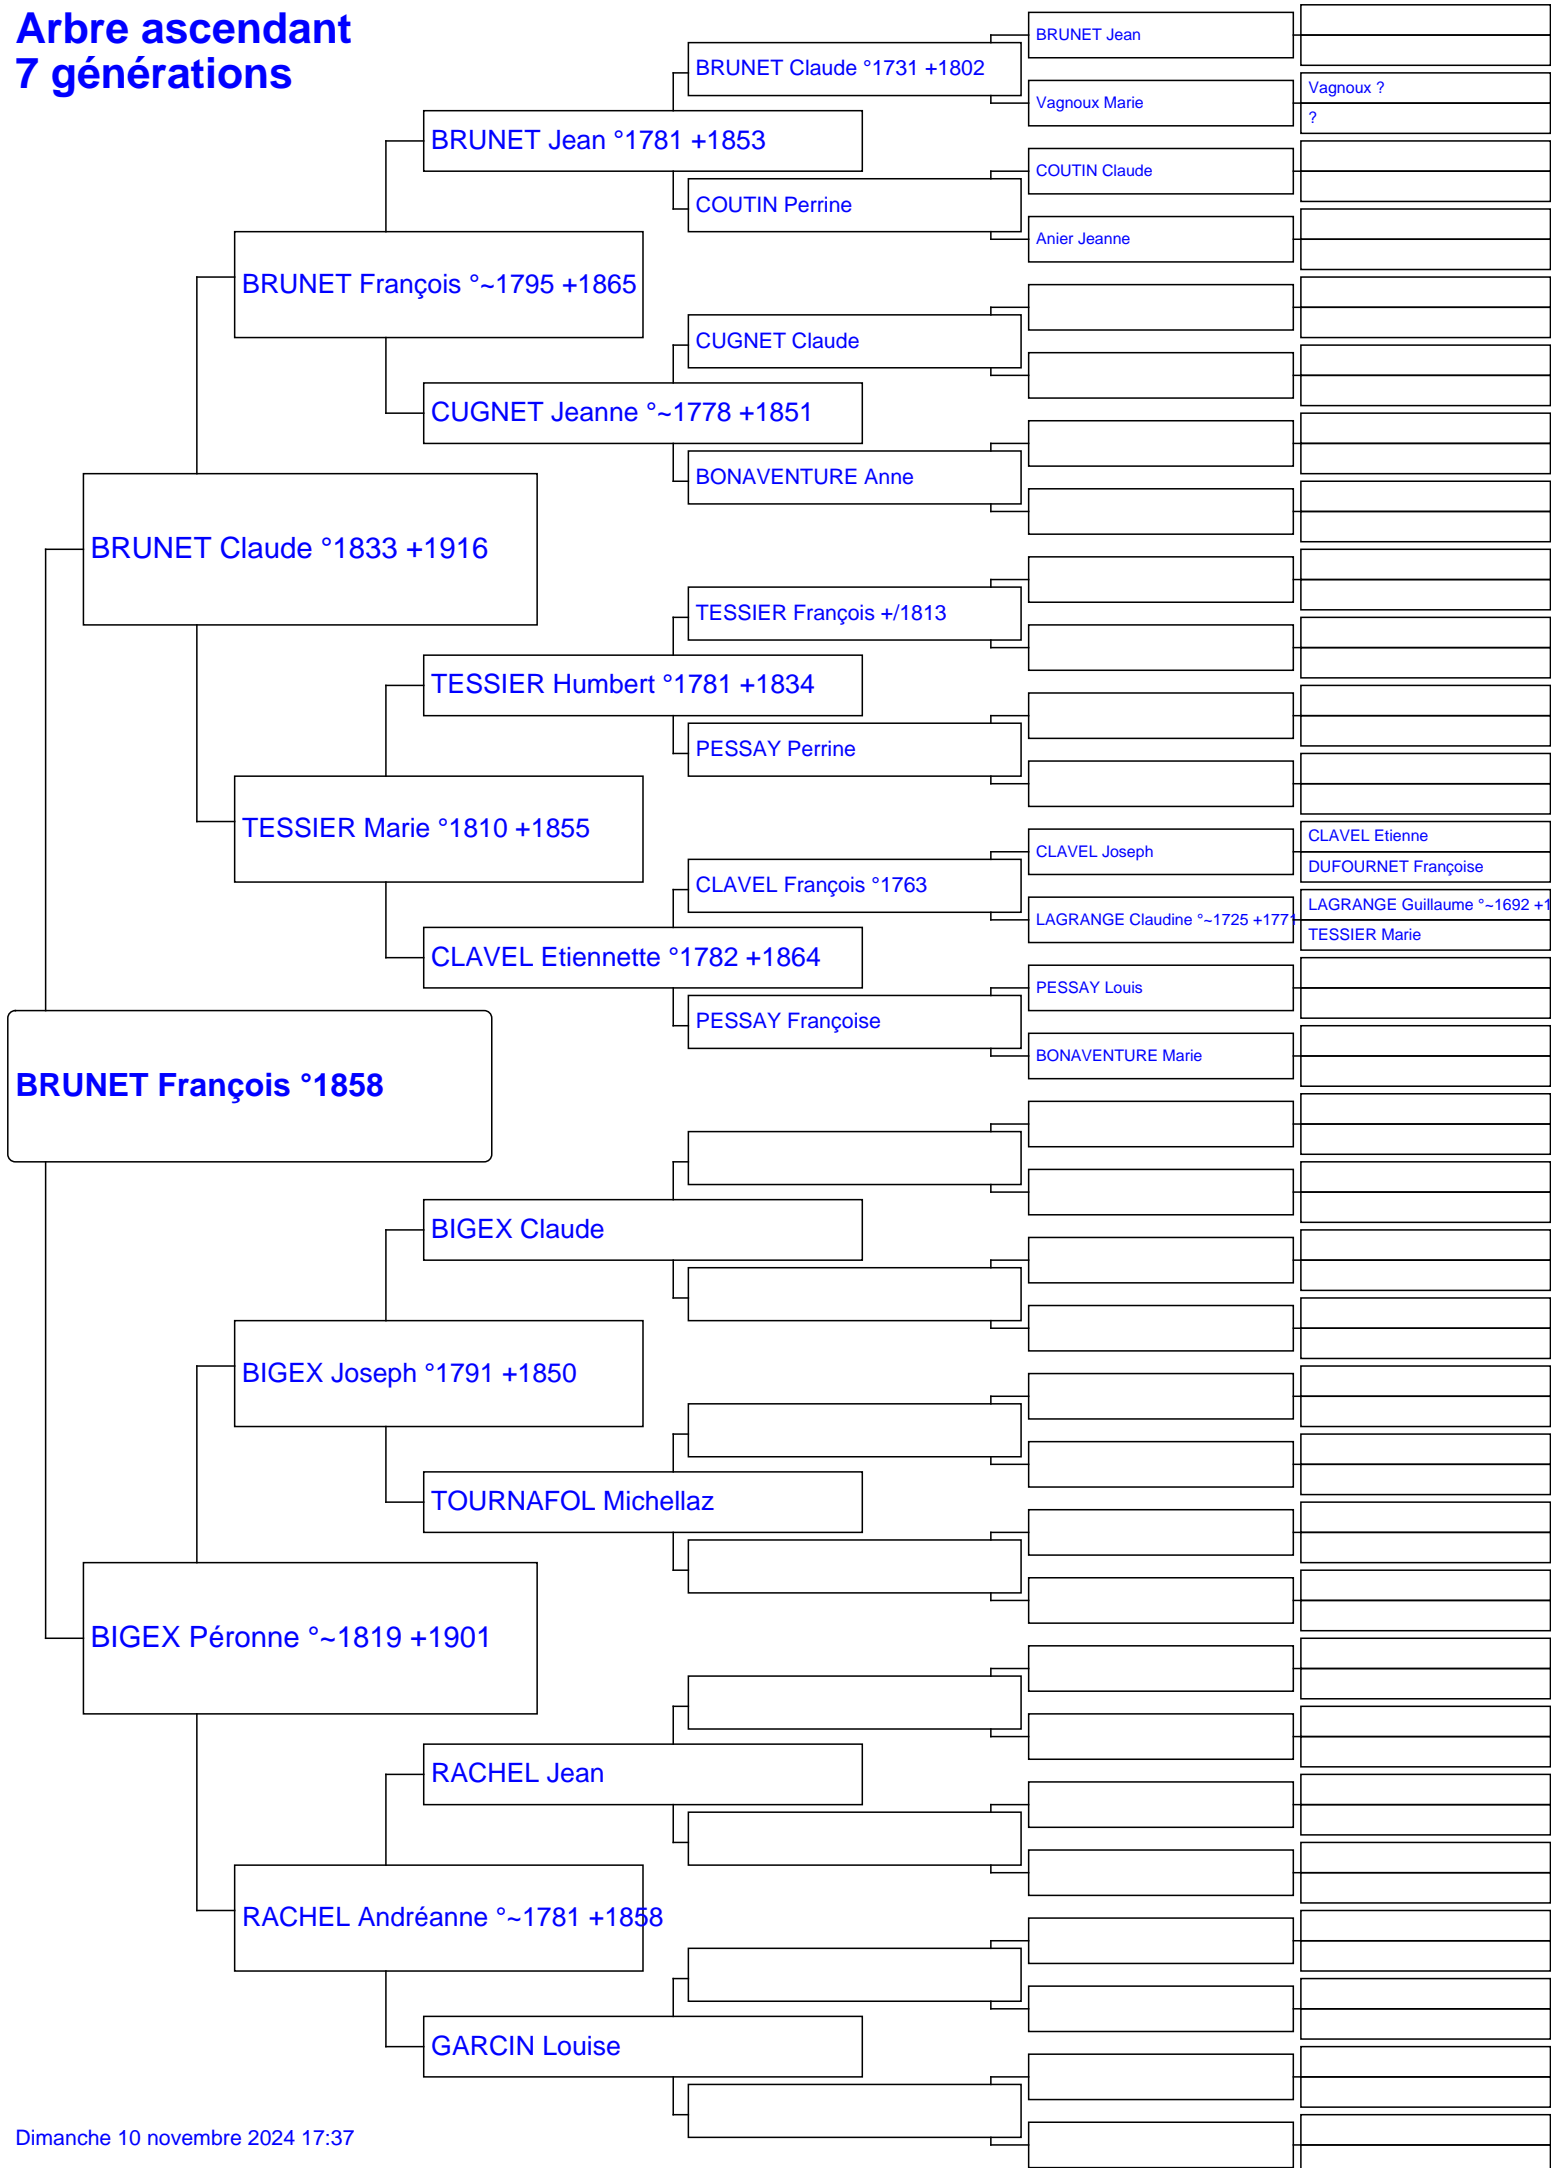 Arbre ascendant
7 générations
BRUNET Jean
BRUNET Claude °1731 +1802
Vagnoux ?
Vagnoux Marie
?
BRUNET Jean °1781 +1853
COUTIN Claude
COUTIN Perrine
Anier Jeanne
BRUNET François °~1795 +1865
CUGNET Claude
CUGNET Jeanne °~1778 +1851
BONAVENTURE Anne
BRUNET Claude °1833 +1916
TESSIER François +/1813
TESSIER Humbert °1781 +1834
PESSAY Perrine
TESSIER Marie °1810 +1855
CLAVEL Etienne
CLAVEL Joseph
DUFOURNET Françoise
CLAVEL François °1763
LAGRANGE Guillaume °~1692 +1
LAGRANGE Claudine °~1725 +1771
TESSIER Marie
CLAVEL Etiennette °1782 +1864
PESSAY Louis
PESSAY Françoise
BONAVENTURE Marie
BRUNET François °1858
BIGEX Claude
BIGEX Joseph °1791 +1850
TOURNAFOL Michellaz
BIGEX Péronne °~1819 +1901
RACHEL Jean
RACHEL Andréanne °~1781 +1858
GARCIN Louise
Dimanche 10 novembre 2024 17:37